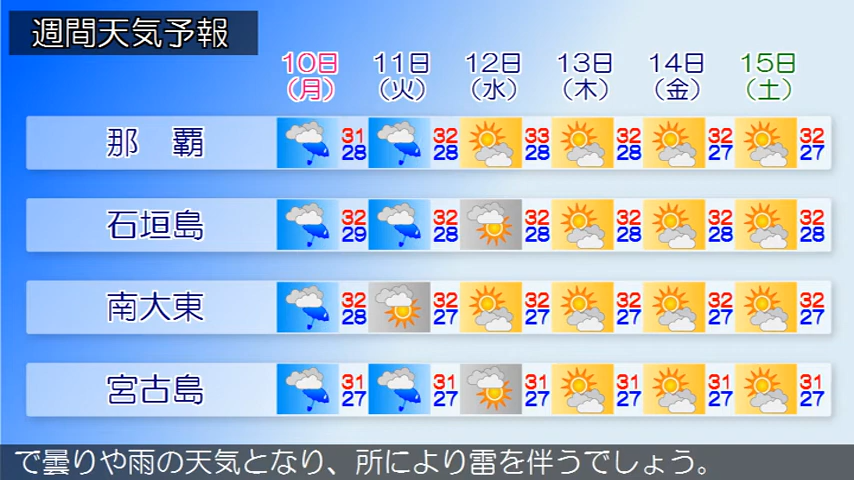 週間天気予報
10日 11日 12日 13日 14日 15日
（月） （火） （水） （木） （金） （土）
那　覇 31 28 32 28 33 28 32 28 32 27 32 27
石垣島 32 29 32 28 32 28 32 28 32 28 32 28
南大東 32 28 32 27 32 27 32 27 32 27 32 27
宮古島 31 27 31 27 31 27 31 27 31 27 31 27
で曇りや雨の天気となり、所により雷を伴うでしょう。